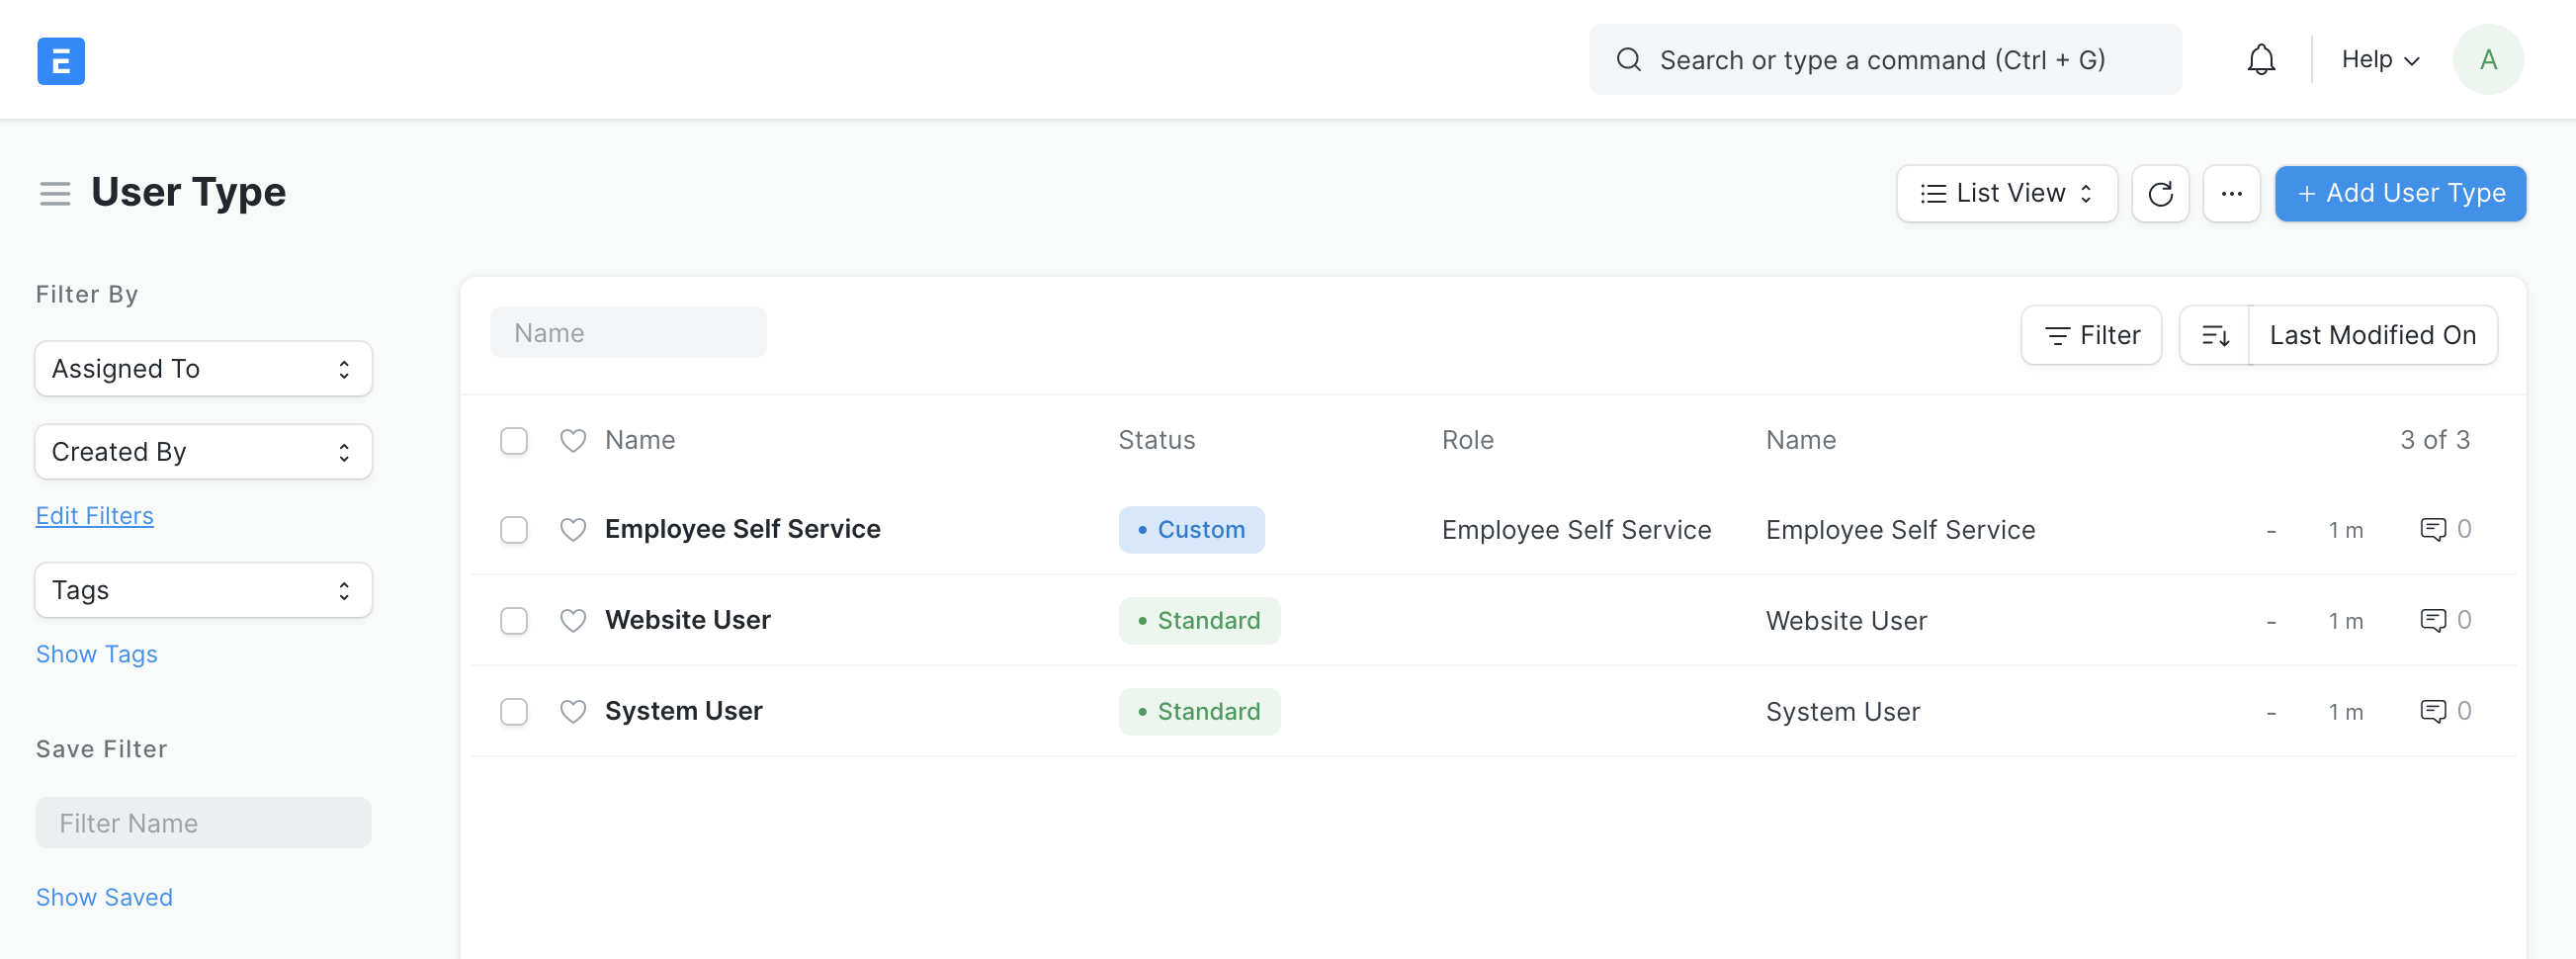 E
Search or type a command (Ctrl + G)
Help
A
User Type
List View
+ Add User Type
Filter By
Assigned To
Created By
Edit Filters
Tags
Show Tags
Save Filter
Filter Name
Show Saved
Name
Filter
Last Modified On
Name Status Role Name 3 of 3
Employee Self Service • Custom Employee Self Service Employee Self Service - 1 m 0
Website User • Standard Website User - 1 m 0
System User • Standard System User - 1 m 0